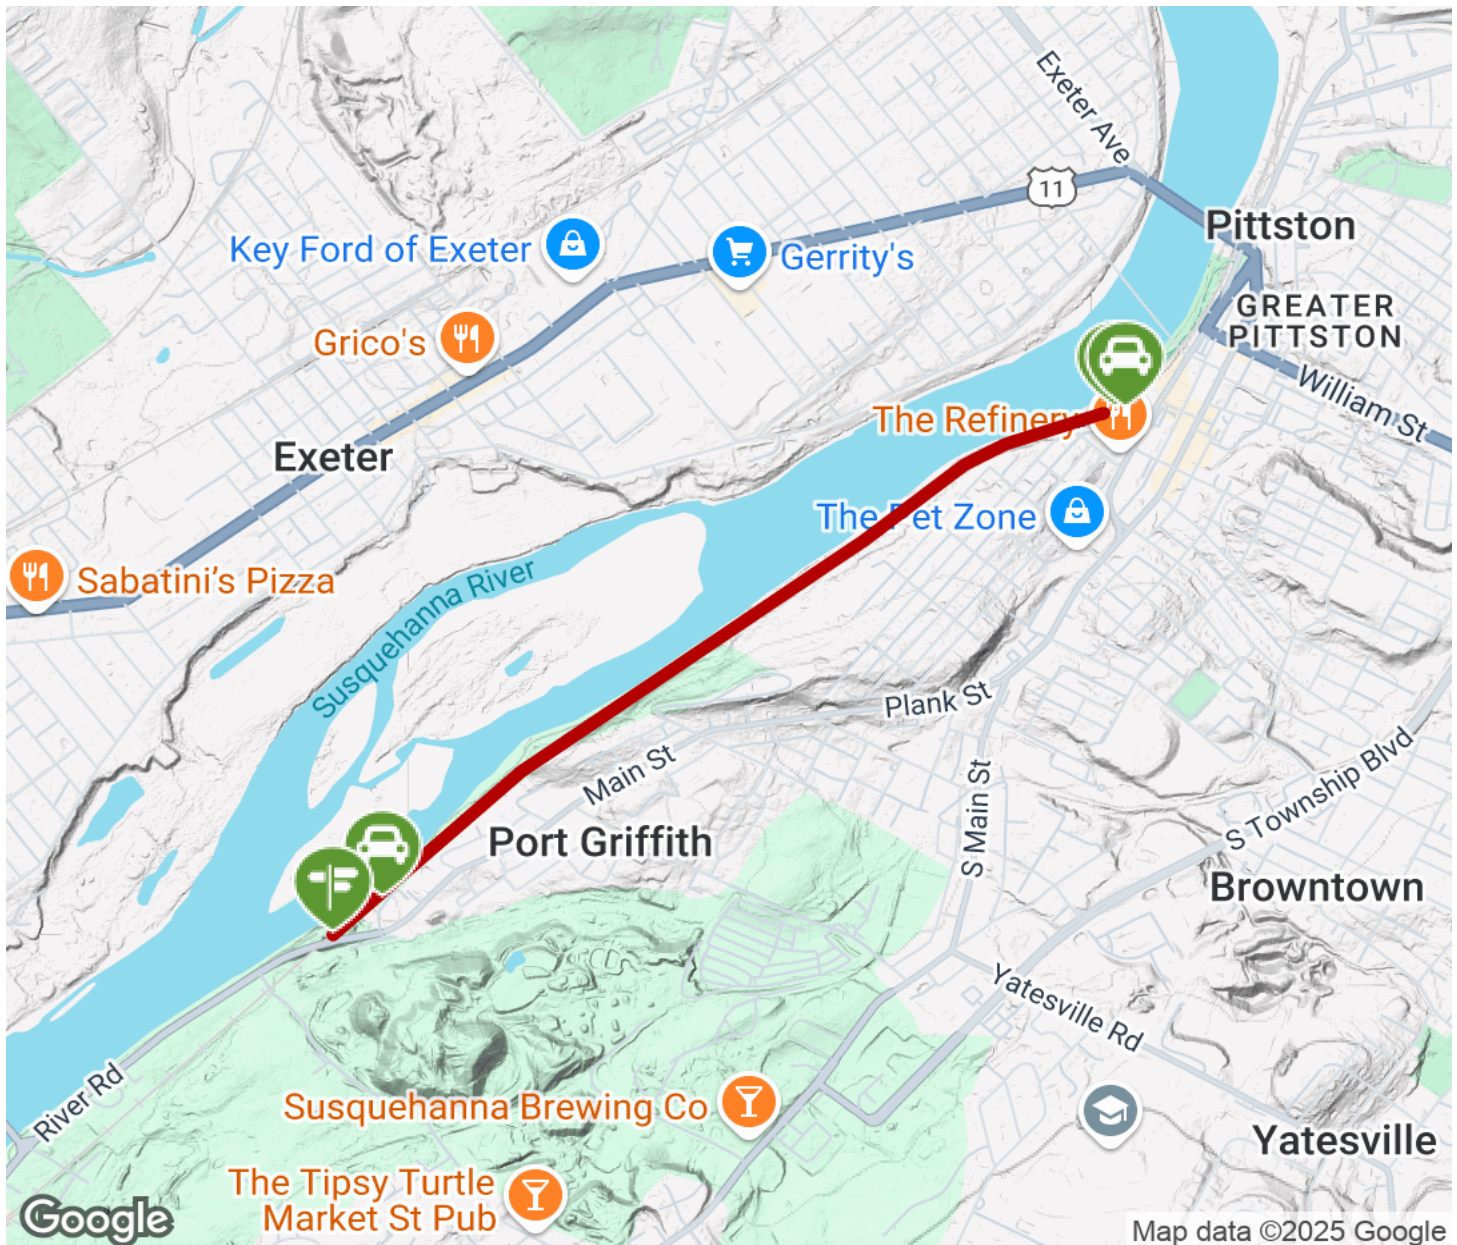 Exeter Ave
11
Pittston
Key Ford of Exeter
Gerrity's
GREATER
PITTSTON
Grico's
William St
The Refinery
Exeter
The Pet Zone
Sabatini’s Pizza
Susquehanna River
Plank St
Main St
S Main St
S Township Blvd
Port Griffith
Browntown
Yatesville Rd
River Rd
Susquehanna Brewing Co
Yatesville
The Tipsy Turtle
Market St Pub
Google
Map data ©2025 Google